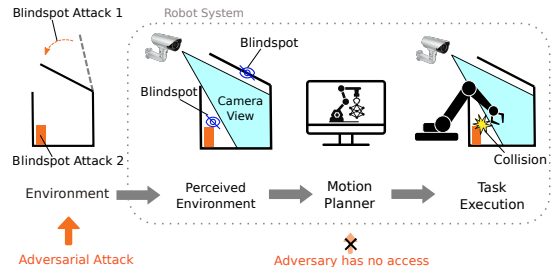 Blindspot Attack 1
Robot System
Blindspot
Blindspot
Camera
View
Blindspot Attack 2
Collision
Environment
Perceived
Environment
Motion
Planner
Task
Execution
Adversarial Attack
Adversary has no access